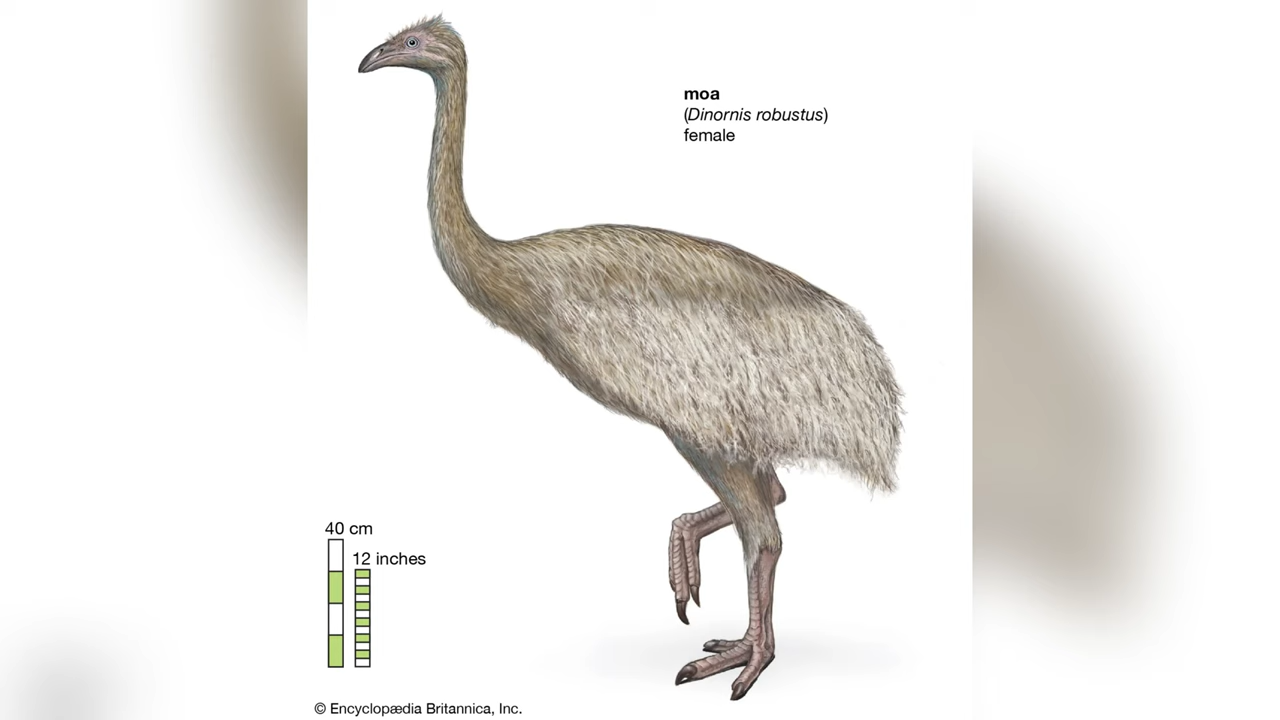 moa
(Dinornis robustus)
female
40 cm
12 inches
© Encyclopædia Britannica, Inc.